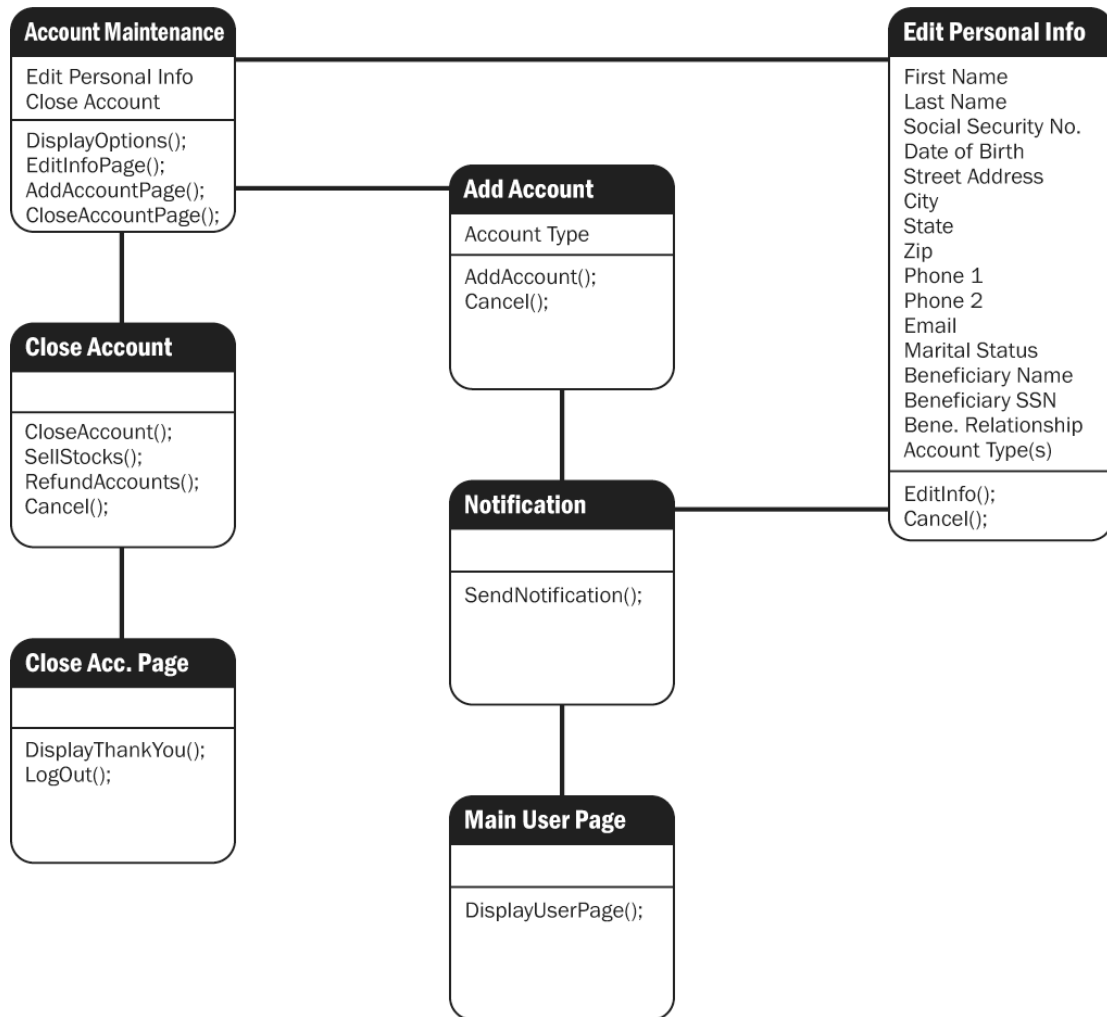 Account Maintenance
Edit Personal Info
Close Account
DisplayOptions();
EditInfoPage();
AddAccountPage();
CloseAccountPage();
Edit Personal Info
First Name
Last Name
Social Security No.
Date of Birth
Street Address
City
State
Zip
Phone 1
Phone 2
Email
Marital Status
Beneficiary Name
Beneficiary SSN
Bene. Relationship
Account Type(s)
EditInfo();
Cancel();
Add Account
Account Type
AddAccount();
Cancel();
Close Account
CloseAccount();
SellStocks();
RefundAccounts();
Cancel();
Notification
SendNotification();
Close Acc. Page
DisplayThankYou();
LogOut();
Main User Page
DisplayUserPage();